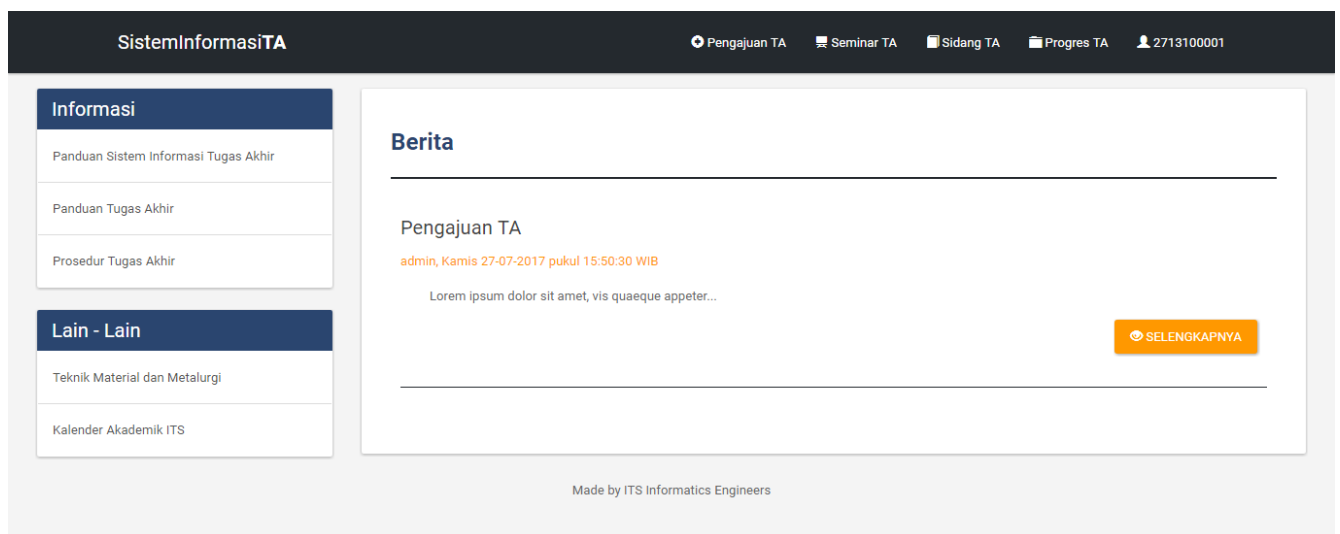 SistemInformasiTA
Pengajuan TA
Seminar TA
Sidang TA
Progres TA
2713100001
Informasi
Panduan Sistem Informasi Tugas Akhir
Panduan Tugas Akhir
Prosedur Tugas Akhir
Lain - Lain
Teknik Material dan Metalurgi
Kalender Akademik ITS
Berita
Pengajuan TA
admin, Kamis 27-07-2017 pukul 15:50:30 WIB
Lorem ipsum dolor sit amet, vis quaeque appeter...
SELENGKAPNYA
Made by ITS Informatics Engineers